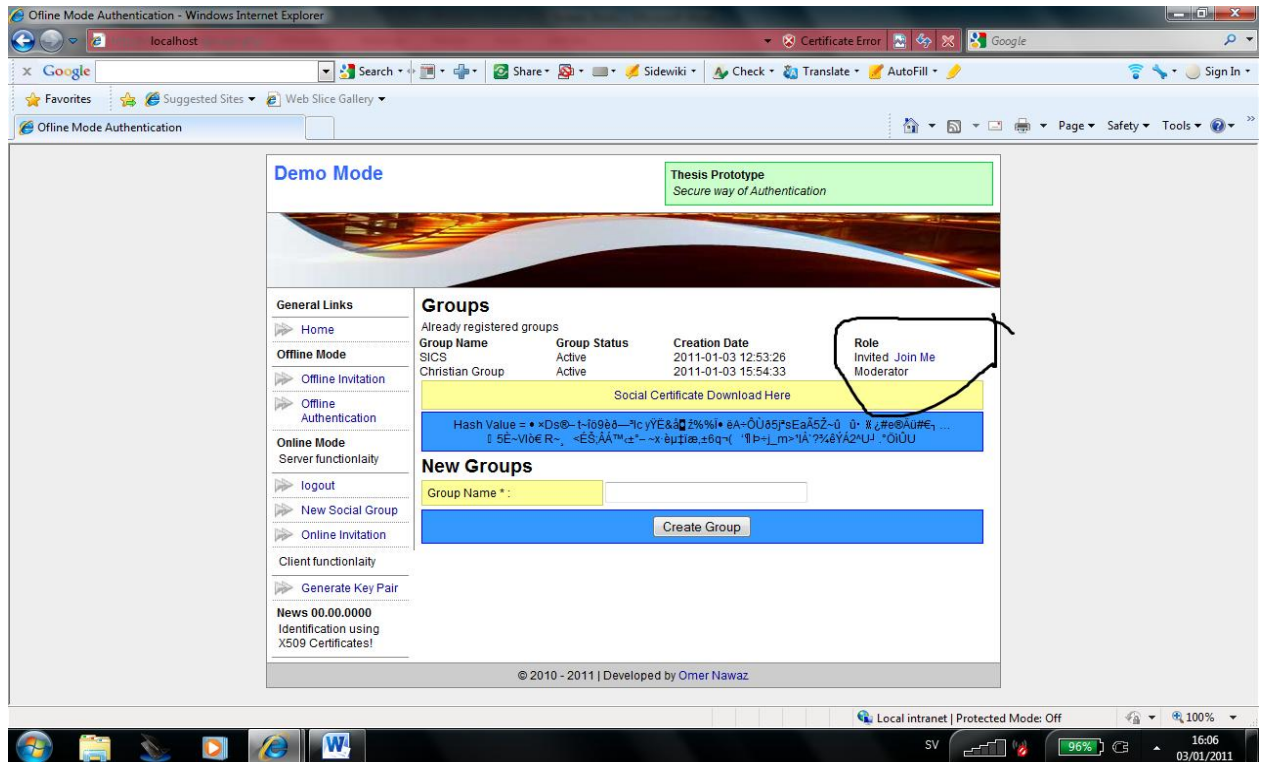 Ofline Mode Authentication - Windows Internet Explorer
localhost Certificate Error Google
x Google Search Share Sidewiki Check Translate AutoFill Sign In
Favorites Suggested Sites Web Slice Gallery
Ofline Mode Authentication Page Safety Tools
Demo Mode
Thesis Prototype
Secure way of Authentication
General Links
Home
Offline Mode
Offline Invitation
Offline
Authentication
Online Mode
Server functionlaity
logout
New Social Group
Online Invitation
Client functionlaity
Generate Key Pair
News 00.00.0000
Identification using
X509 Certificates!
Groups
Already registered groups
Group Name Group Status Creation Date Role
SICS Active 2011-01-03 12:53:26 Invited Join Me
Christian Group Active 2011-01-03 15:54:33 Moderator
Social Certificate Download Here
Hash Value =
New Groups
Group Name * :
Create Group
© 2010 - 2011 | Developed by Omer Nawaz
Local intranet | Protected Mode: Off 100%
SV 96% 16:06
03/01/2011